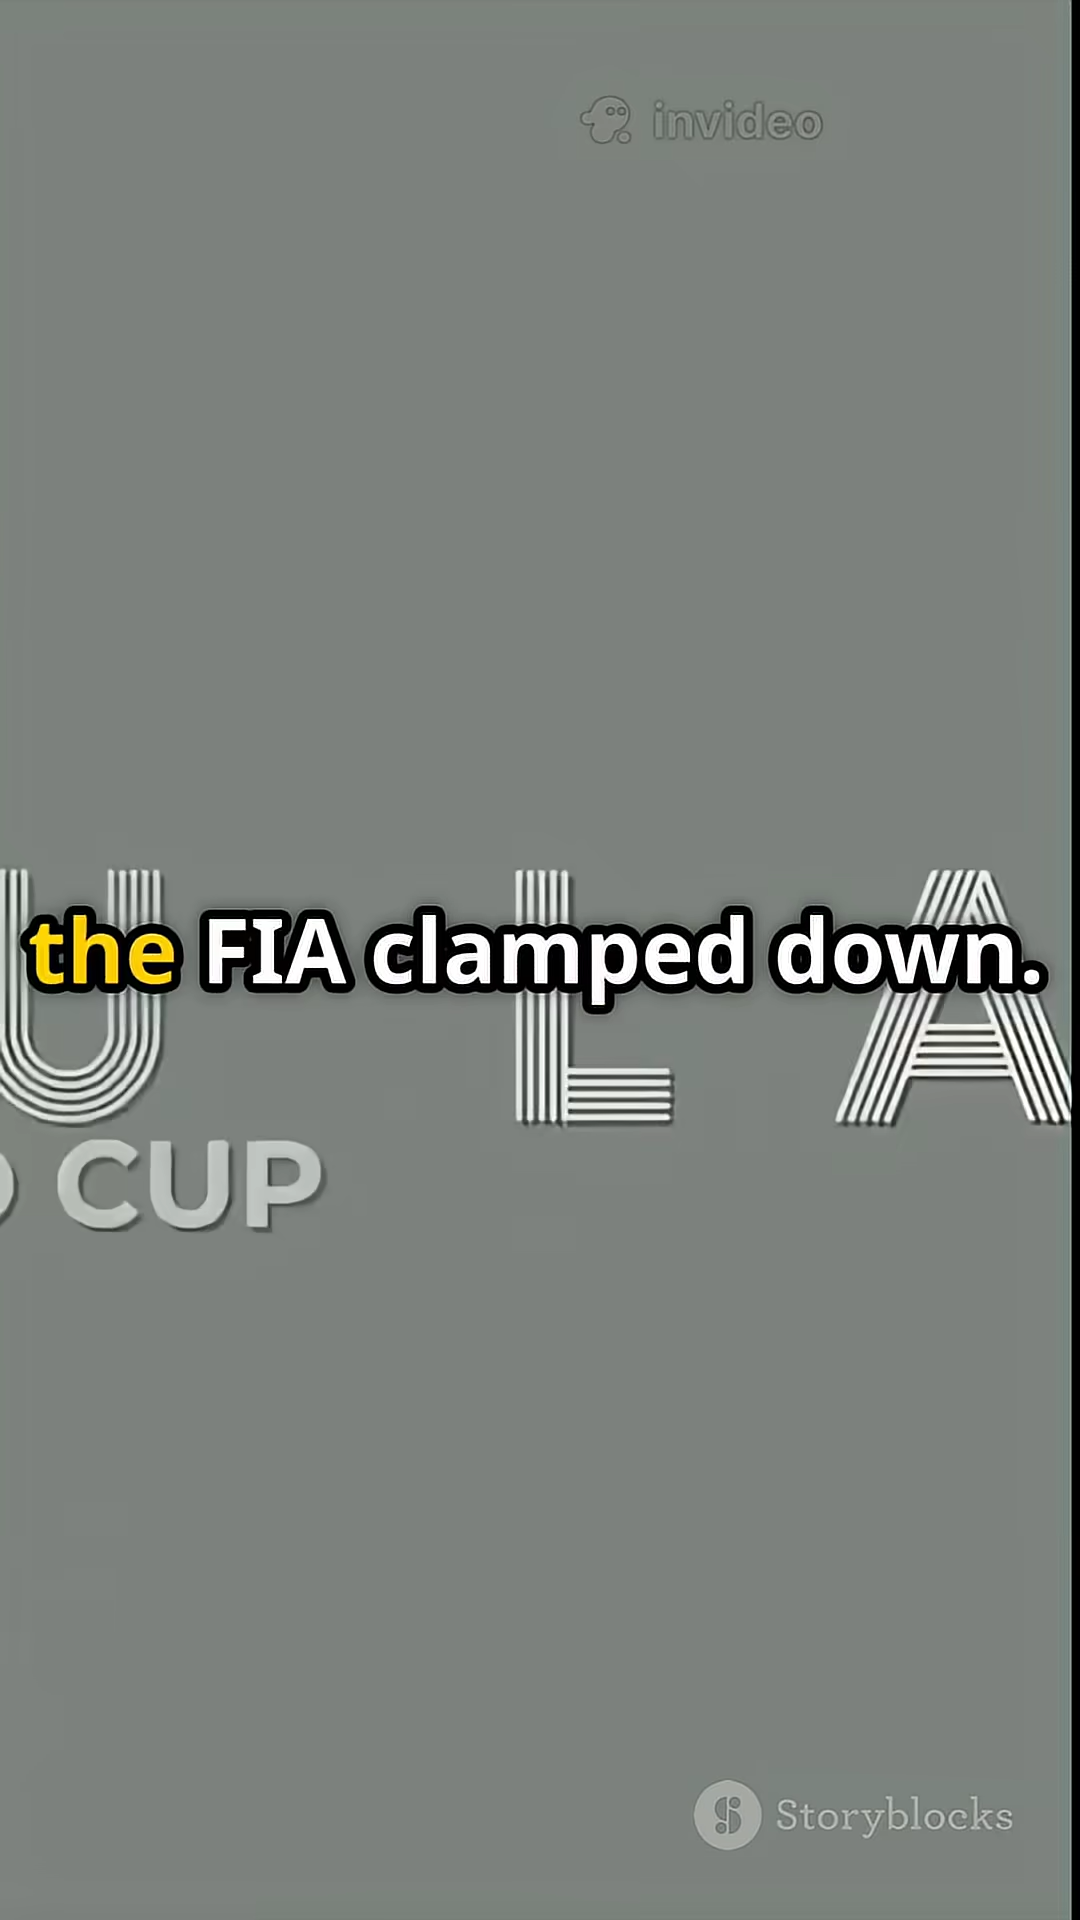 invideo
U L A
the FIA clamped down.
CUP
Storyblocks